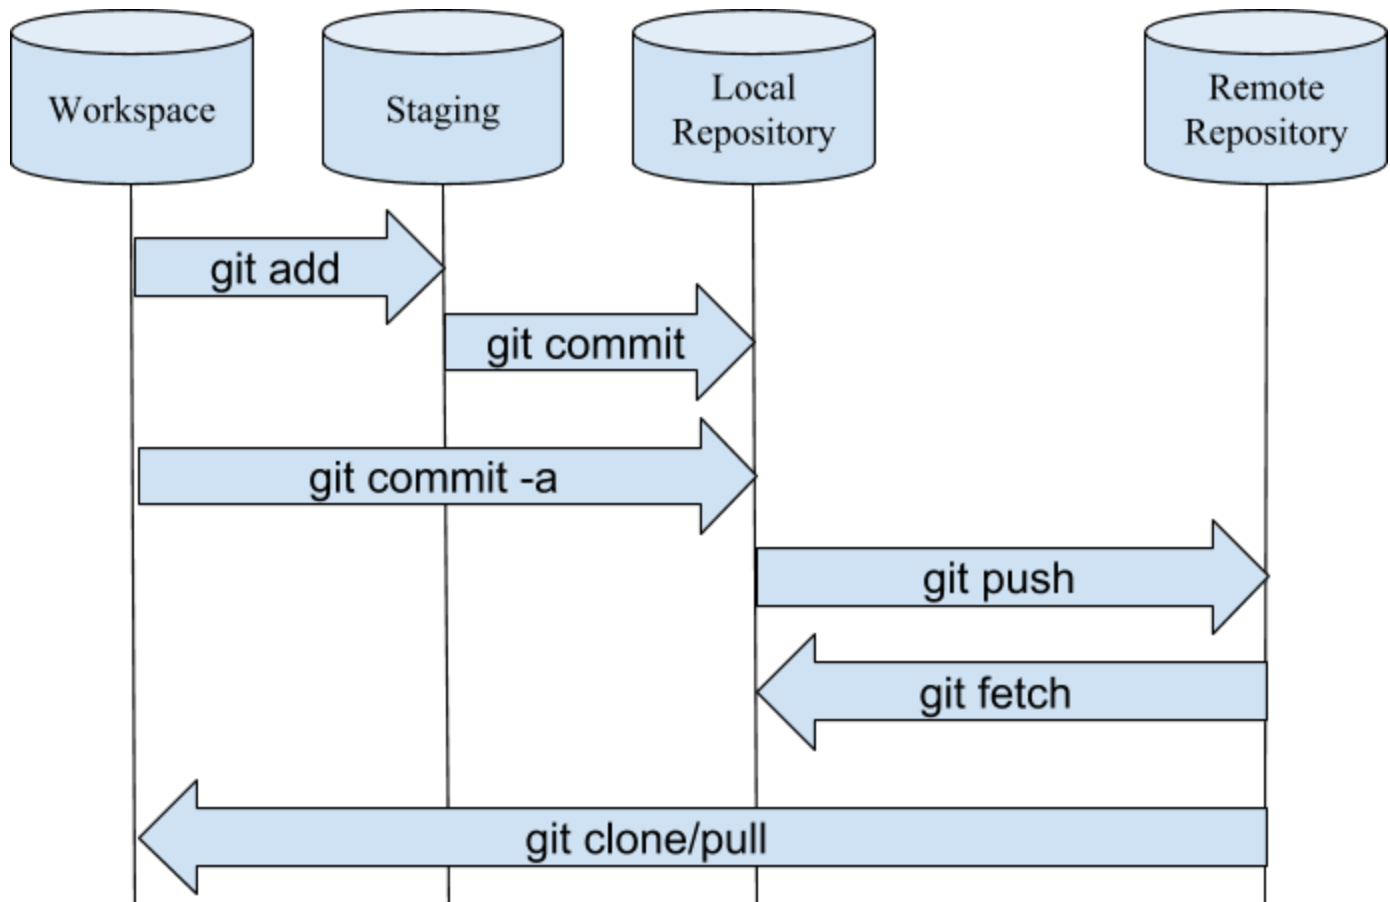 Workspace
Staging
Local
Repository
Remote
Repository
git add
git commit
git commit -a
git push
git fetch
git clone/pull